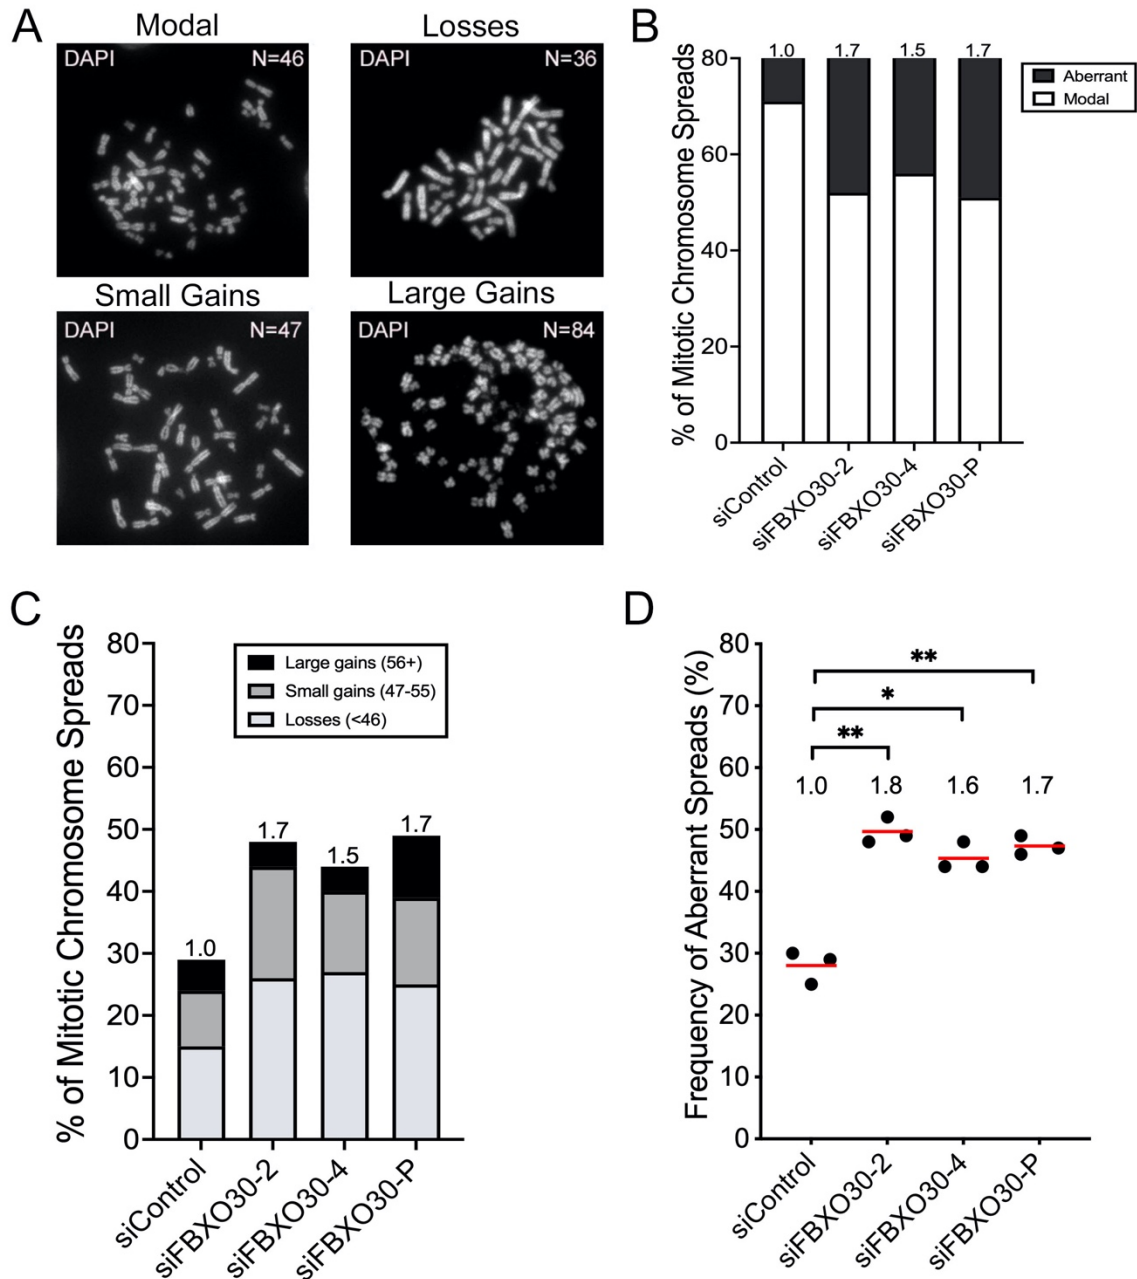 A
Modal
Losses
DAPI N=46
DAPI N=36
Small Gains
Large Gains
DAPI N=47
DAPI N=84
B
% of Mitotic Chromosome Spreads
80
60
40
20
0
1.0 1.7 1.5 1.7
Aberrant
Modal
siControl
siFBXO30-2
siFBXO30-4
siFBXO30-P
C
% of Mitotic Chromosome Spreads
80
70
60
50
40
30
20
10
0
Large gains (56+)
Small gains (47-55)
Losses (<46)
1.0
1.7
1.5
1.7
siControl
siFBXO30-2
siFBXO30-4
siFBXO30-P
D
Frequency of Aberrant Spreads (%)
80
70
60
50
40
30
20
10
0
**
*
**
1.0 1.8 1.6 1.7
siControl
siFBXO30-2
siFBXO30-4
siFBXO30-P